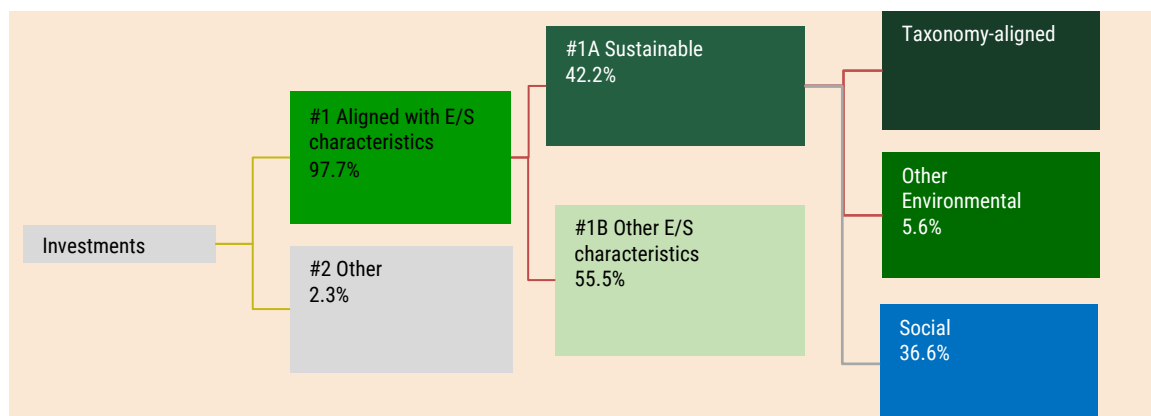 Investments
#1 Aligned with E/S
characteristics
97.7%
#2 Other
2.3%
#1A Sustainable
42.2%
#1B Other E/S
characteristics
55.5%
Taxonomy-aligned
Other
Environmental
5.6%
Social
36.6%